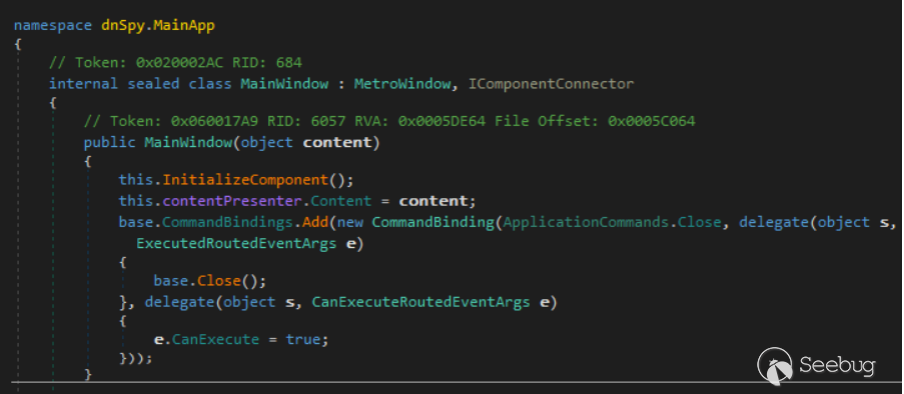 namespace dnSpy.MainApp
{
// Token: 0x020002AC RID: 684
internal sealed class MainWindow : MetroWindow, IComponentConnector
{
// Token: 0x060017A9 RID: 6057 RVA: 0x0005DE64 File Offset: 0x0005C064
public MainWindow(object content)
{
this.InitializeComponent();
this.contentPresenter.Content = content;
base.CommandBindings.Add(new CommandBinding(ApplicationCommands.Close, delegate(object s,
ExecutedRoutedEventArgs e)
{
base.Close();
}, delegate(object s, CanExecuteRoutedEventArgs e)
{
e.CanExecute = true;
}));
}
Seebug